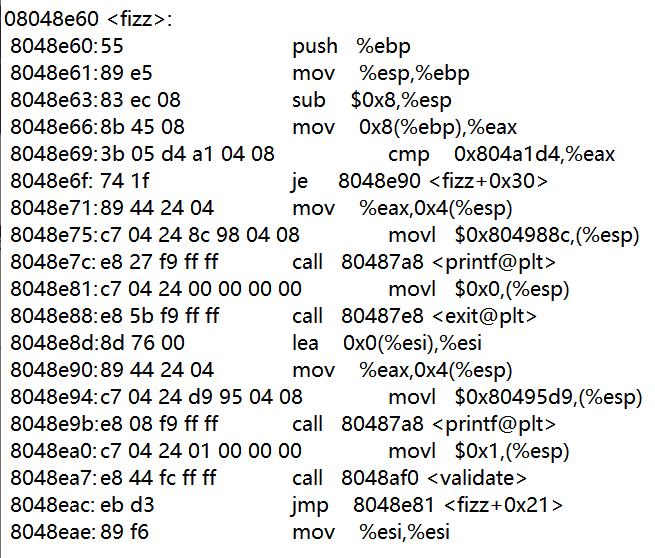 08048e60 <fizz>:
8048e60:55 push %ebp
8048e61:89 e5 mov %esp,%ebp
8048e63:83 ec 08 sub $0x8,%esp
8048e66:8b 45 08 mov 0x8(%ebp),%eax
8048e69:3b 05 d4 a1 04 08 cmp 0x804a1d4,%eax
8048e6f: 74 1f je 8048e90 <fizz+0x30>
8048e71:89 44 24 04 mov %eax,0x4(%esp)
8048e75:c7 04 24 8c 98 04 08 movl $0x804988c,(%esp)
8048e7c: e8 27 f9 ff ff call 80487a8 <printf@plt>
8048e81:c7 04 24 00 00 00 00 movl $0x0,(%esp)
8048e88:e8 5b f9 ff ff call 80487e8 <exit@plt>
8048e8d:8d 76 00 lea 0x0(%esi),%esi
8048e90:89 44 24 04 mov %eax,0x4(%esp)
8048e94:c7 04 24 d9 95 04 08 movl $0x80495d9,(%esp)
8048e9b:e8 08 f9 ff ff call 80487a8 <printf@plt>
8048ea0:c7 04 24 01 00 00 00 movl $0x1,(%esp)
8048ea7:e8 44 fc ff ff call 8048af0 <validate>
8048eac: eb d3 jmp 8048e81 <fizz+0x21>
8048eae: 89 f6 mov %esi,%esi